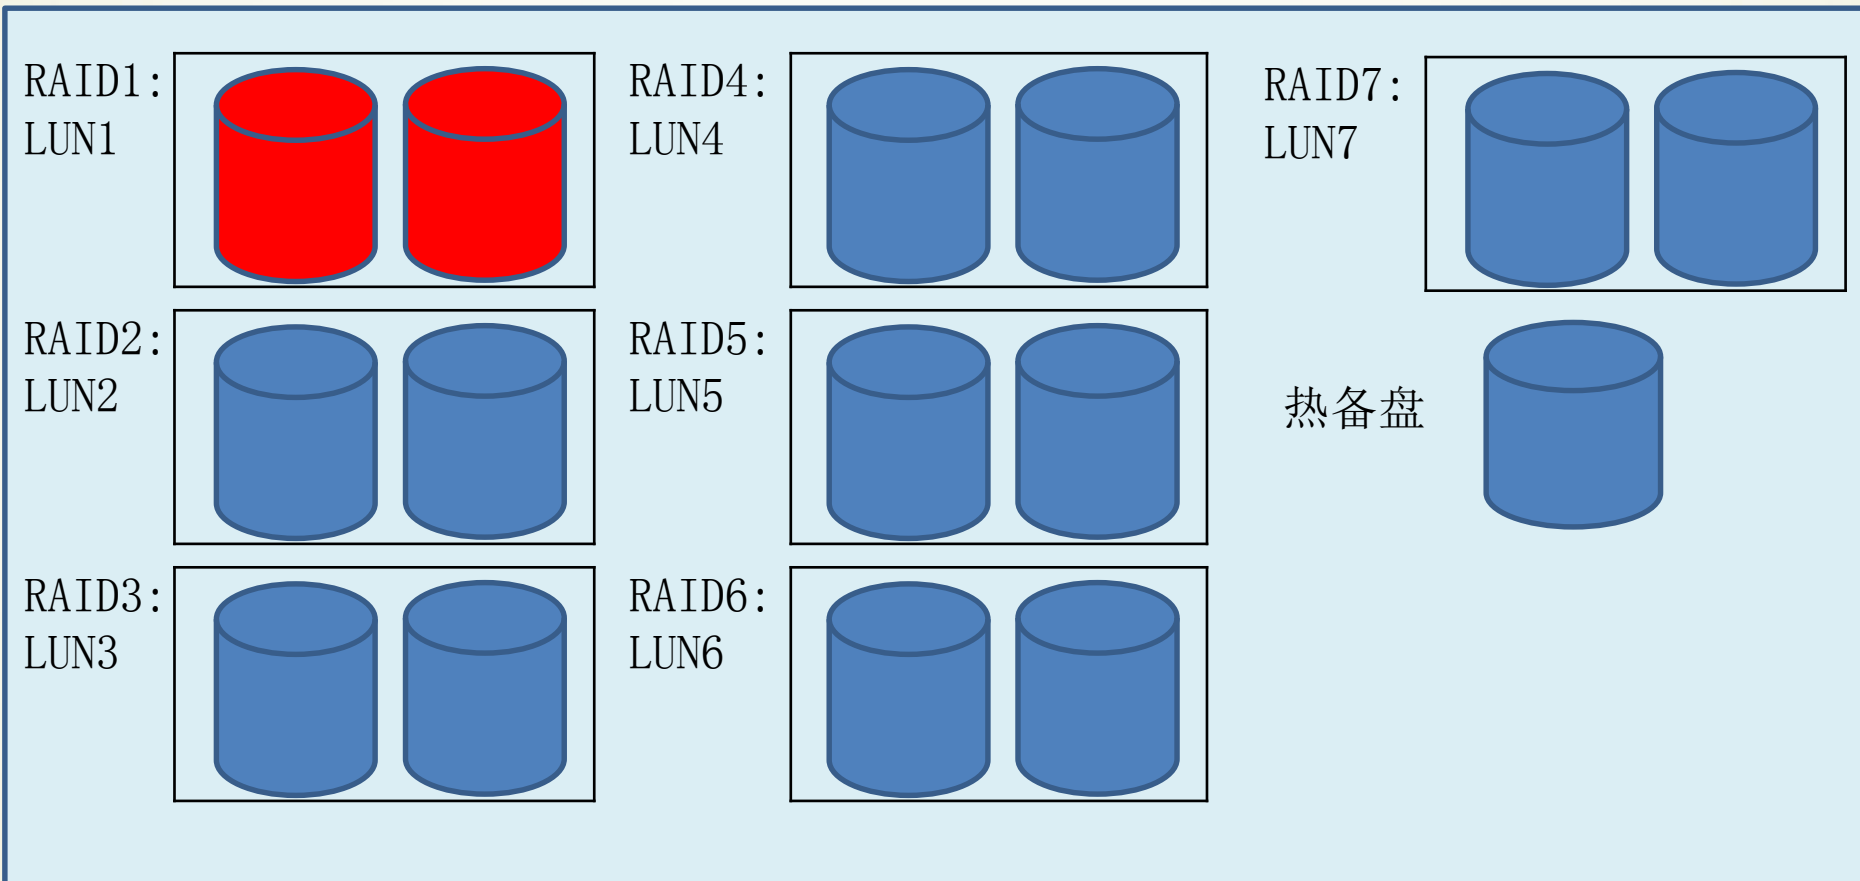 RAID1:
LUN1
RAID2:
LUN2
RAID3:
LUN3
RAID4:
LUN4
RAID5:
LUN5
RAID6:
LUN6
RAID7:
LUN7
热备盘